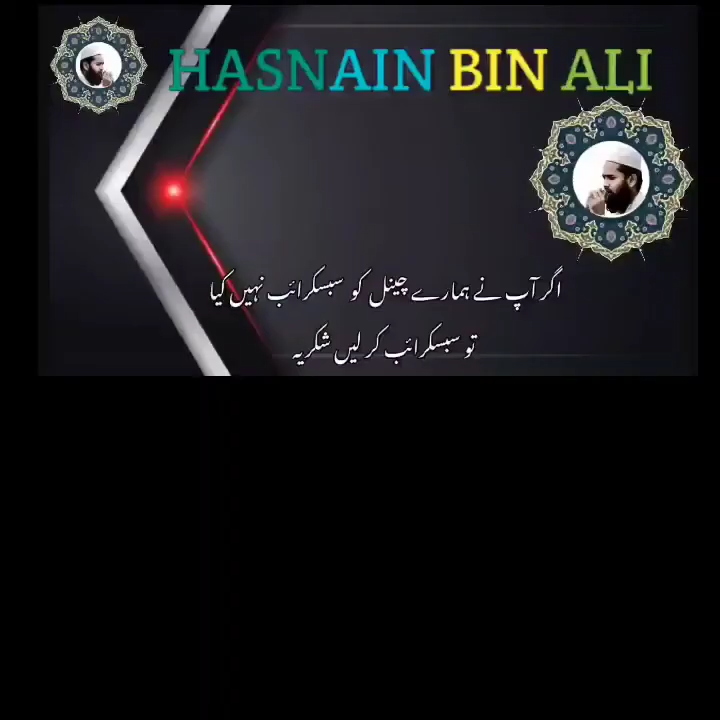 HASNAIN BIN ALI
اگر آپ نے ہمارے چینل کو سبسکرائب نہیں کیا
تو سبسکرائب کر لیں شکریہ